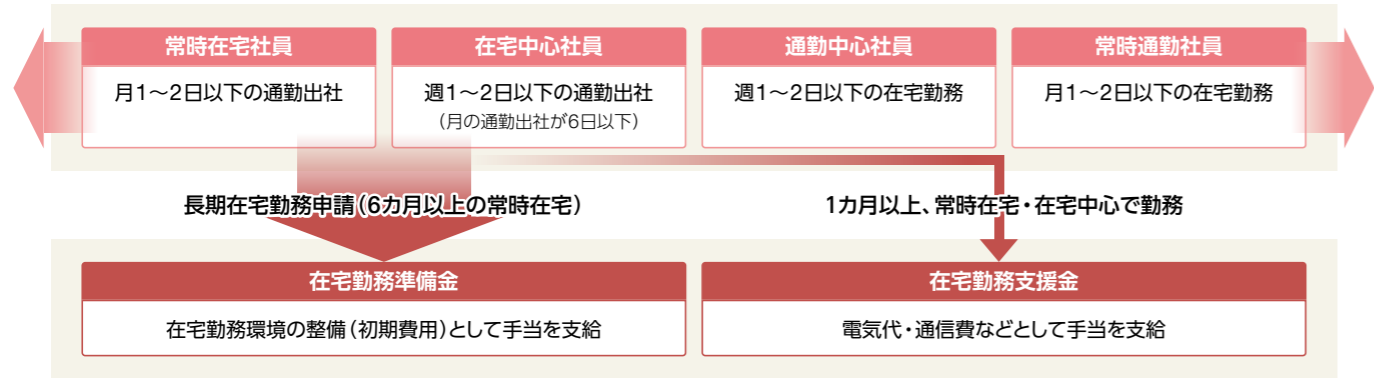 常時在宅社員
月1～2日以下の通勤出社
在宅中心社員
週1～2日以下の通勤出社
（月の通勤出社が6日以下）
通勤中心社員
週1～2日以下の在宅勤務
常時通勤社員
月1～2日以下の在宅勤務
長期在宅勤務申請（6カ月以上の常時在宅）
1カ月以上、常時在宅・在宅中心で勤務
在宅勤務準備金
在宅勤務環境の整備（初期費用）として手当を支給
在宅勤務支援金
電気代・通信費などとして手当を支給